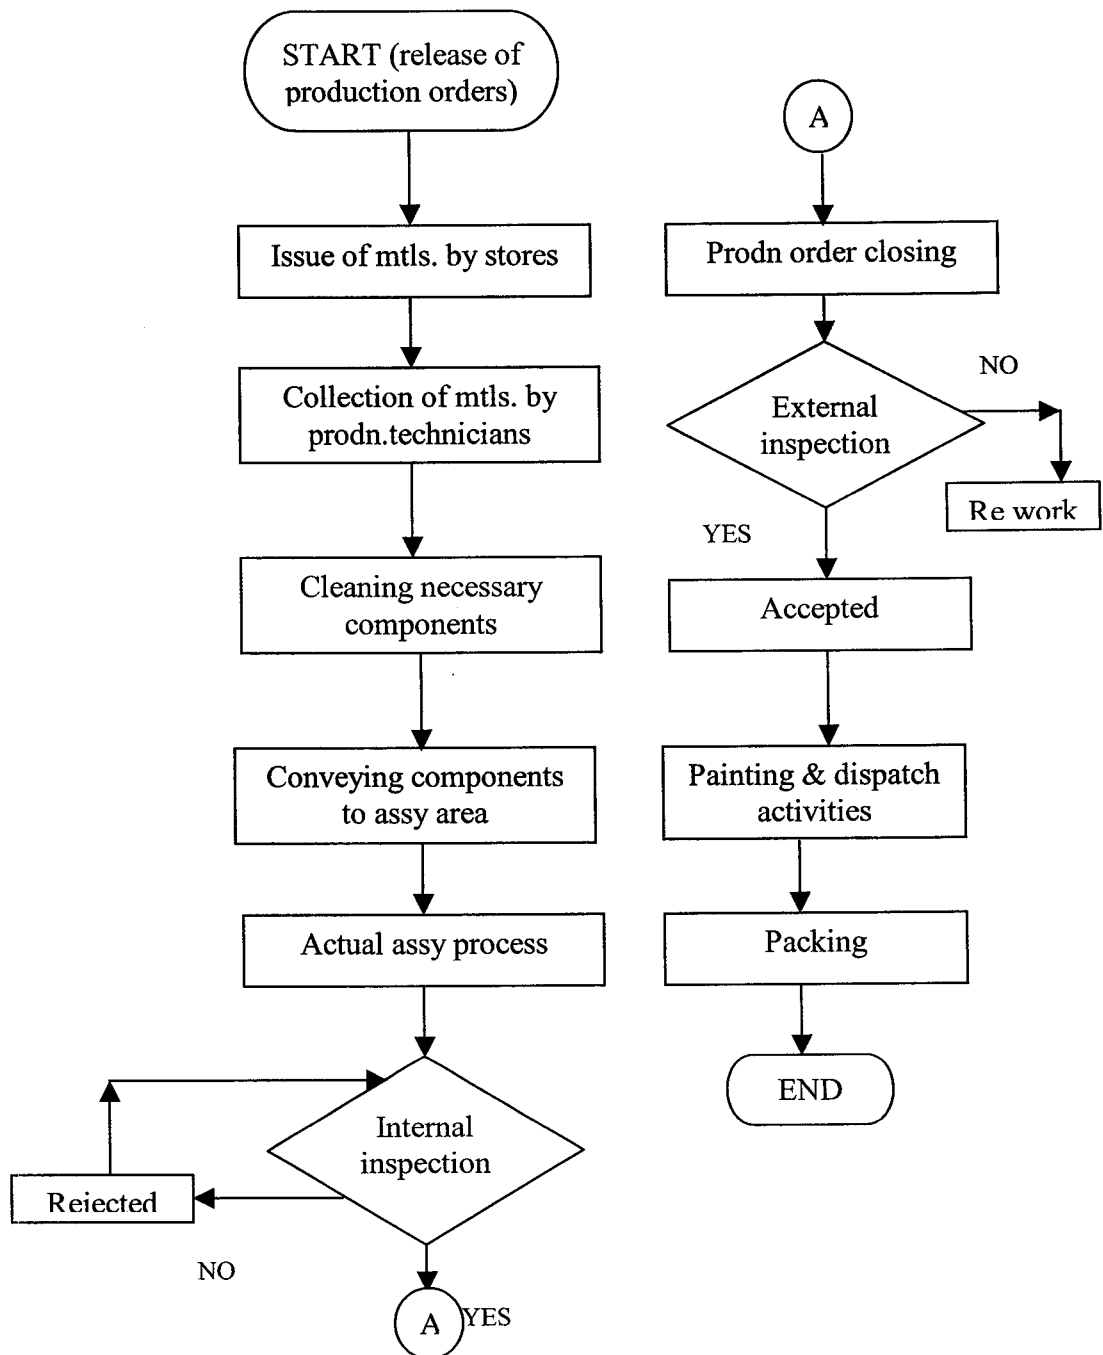 START (release of
production orders)
Issue of mtls. by stores
Collection of mtls. by
prodn.technicians
Cleaning necessary
components
Conveying components
to assy area
Actual assy process
Internal
inspection
Rejected
NO
A
YES
A
Prodn order closing
External
inspection
NO
Re work
YES
Accepted
Painting & dispatch
activities
Packing
END